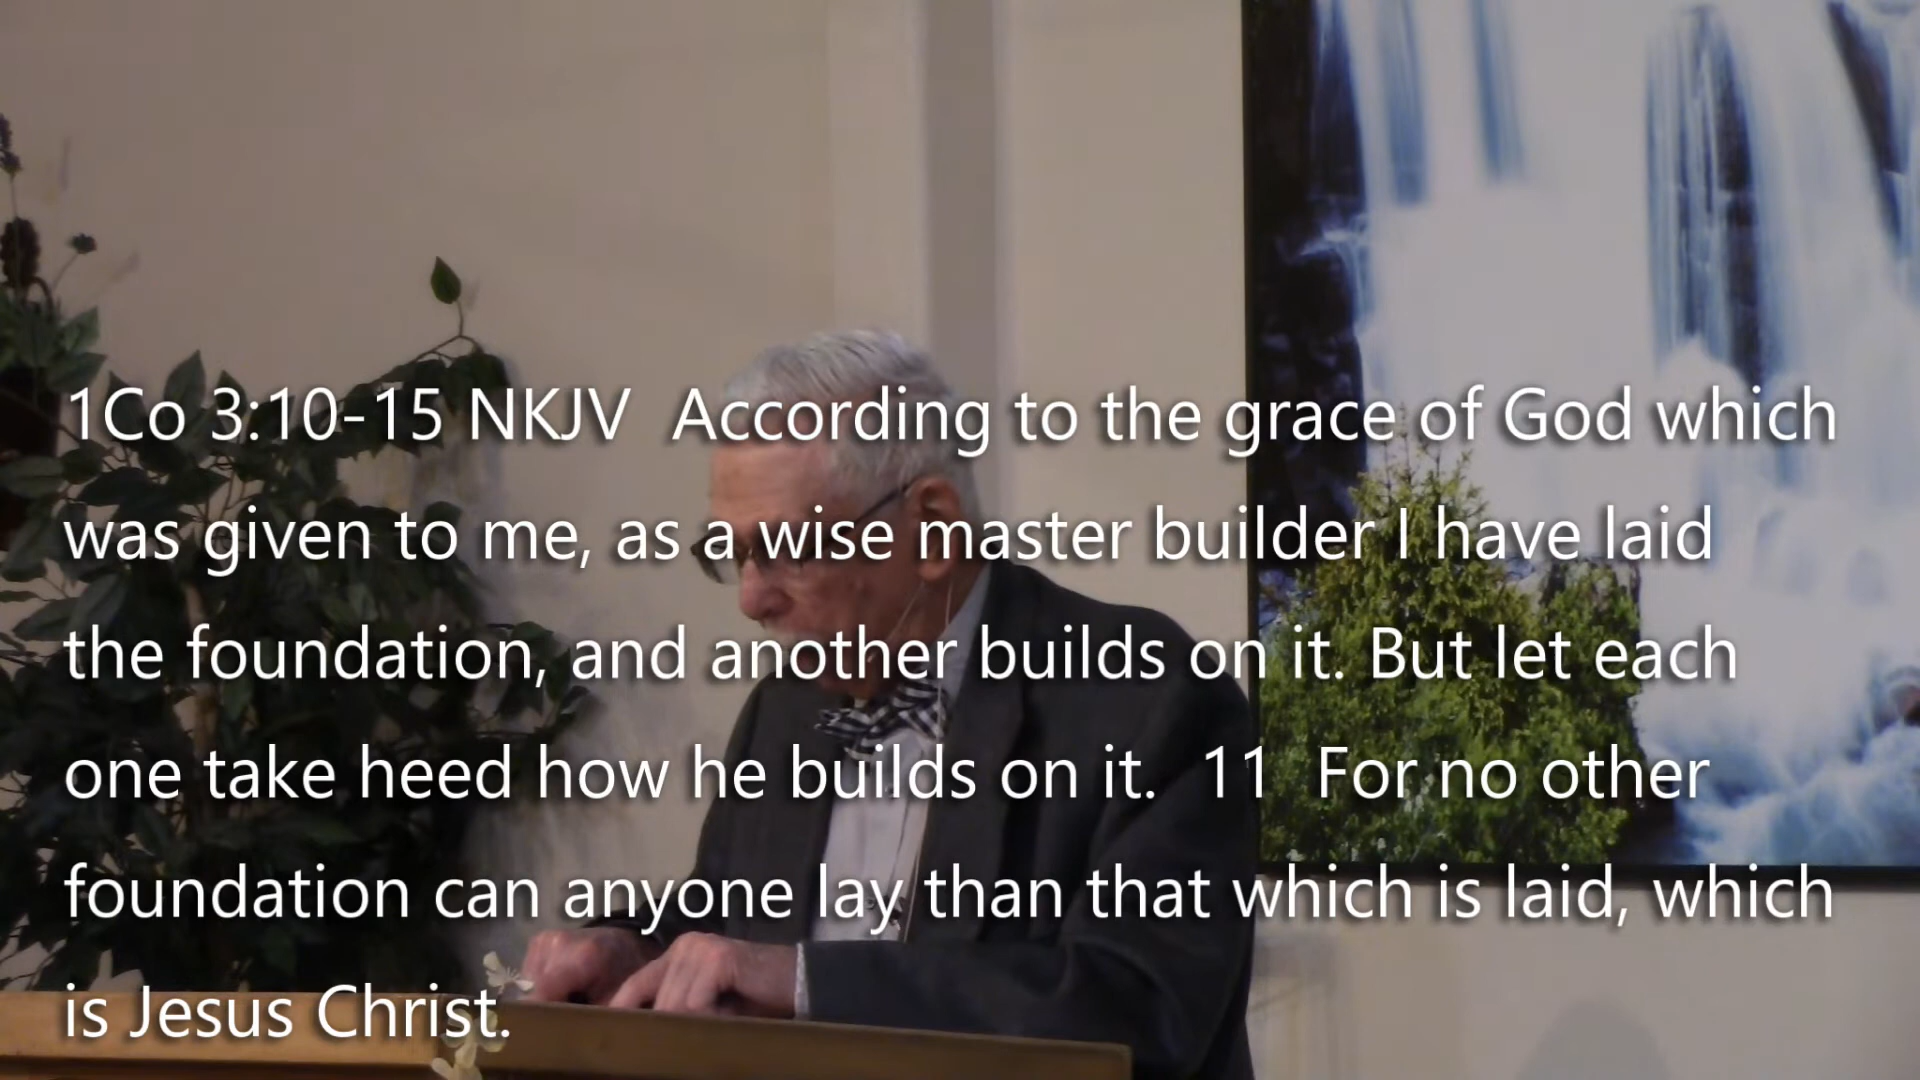 1Co 3:10-15 NKJV  According to the grace of God which
was given to me, as a wise master builder I have laid
the foundation, and another builds on it. But let each
one take heed how he builds on it.  11  For no other
foundation can anyone lay than that which is laid, which
is Jesus Christ.